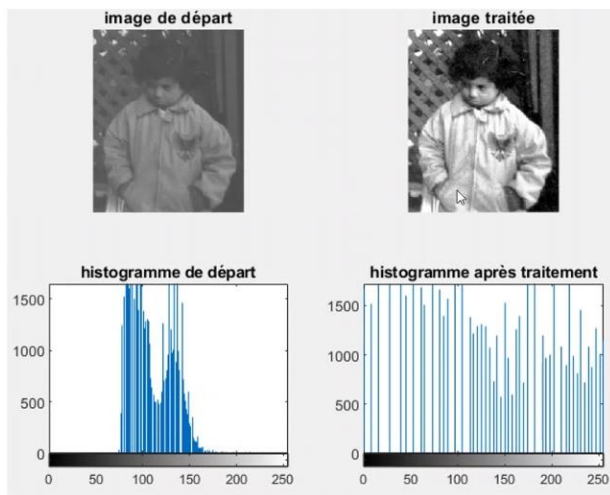 image de départ
image traitée
histogramme de départ
1500
1000
500
0
0 50 100 150 200 250
histogramme après traitement
1500
1000
500
0
0 50 100 150 200 250